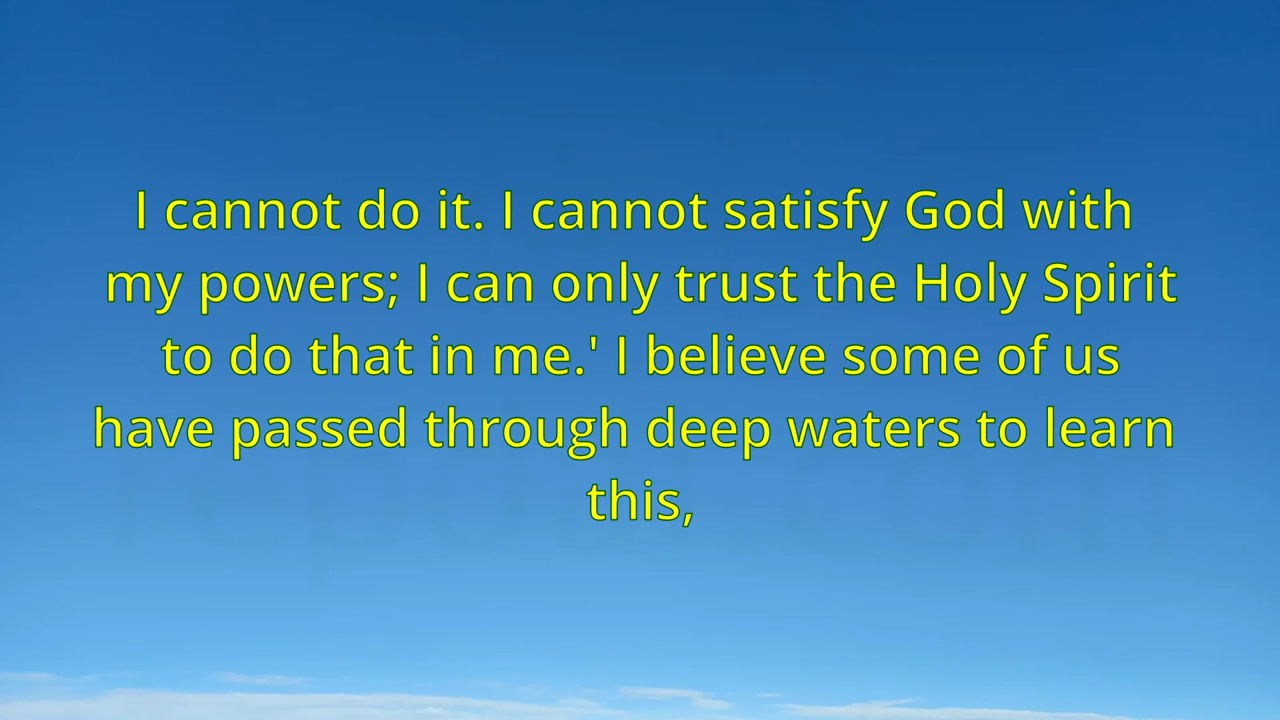 I cannot do it. I cannot satisfy God with
my powers; I can only trust the Holy Spirit
to do that in me.' I believe some of us
have passed through deep waters to learn
this,